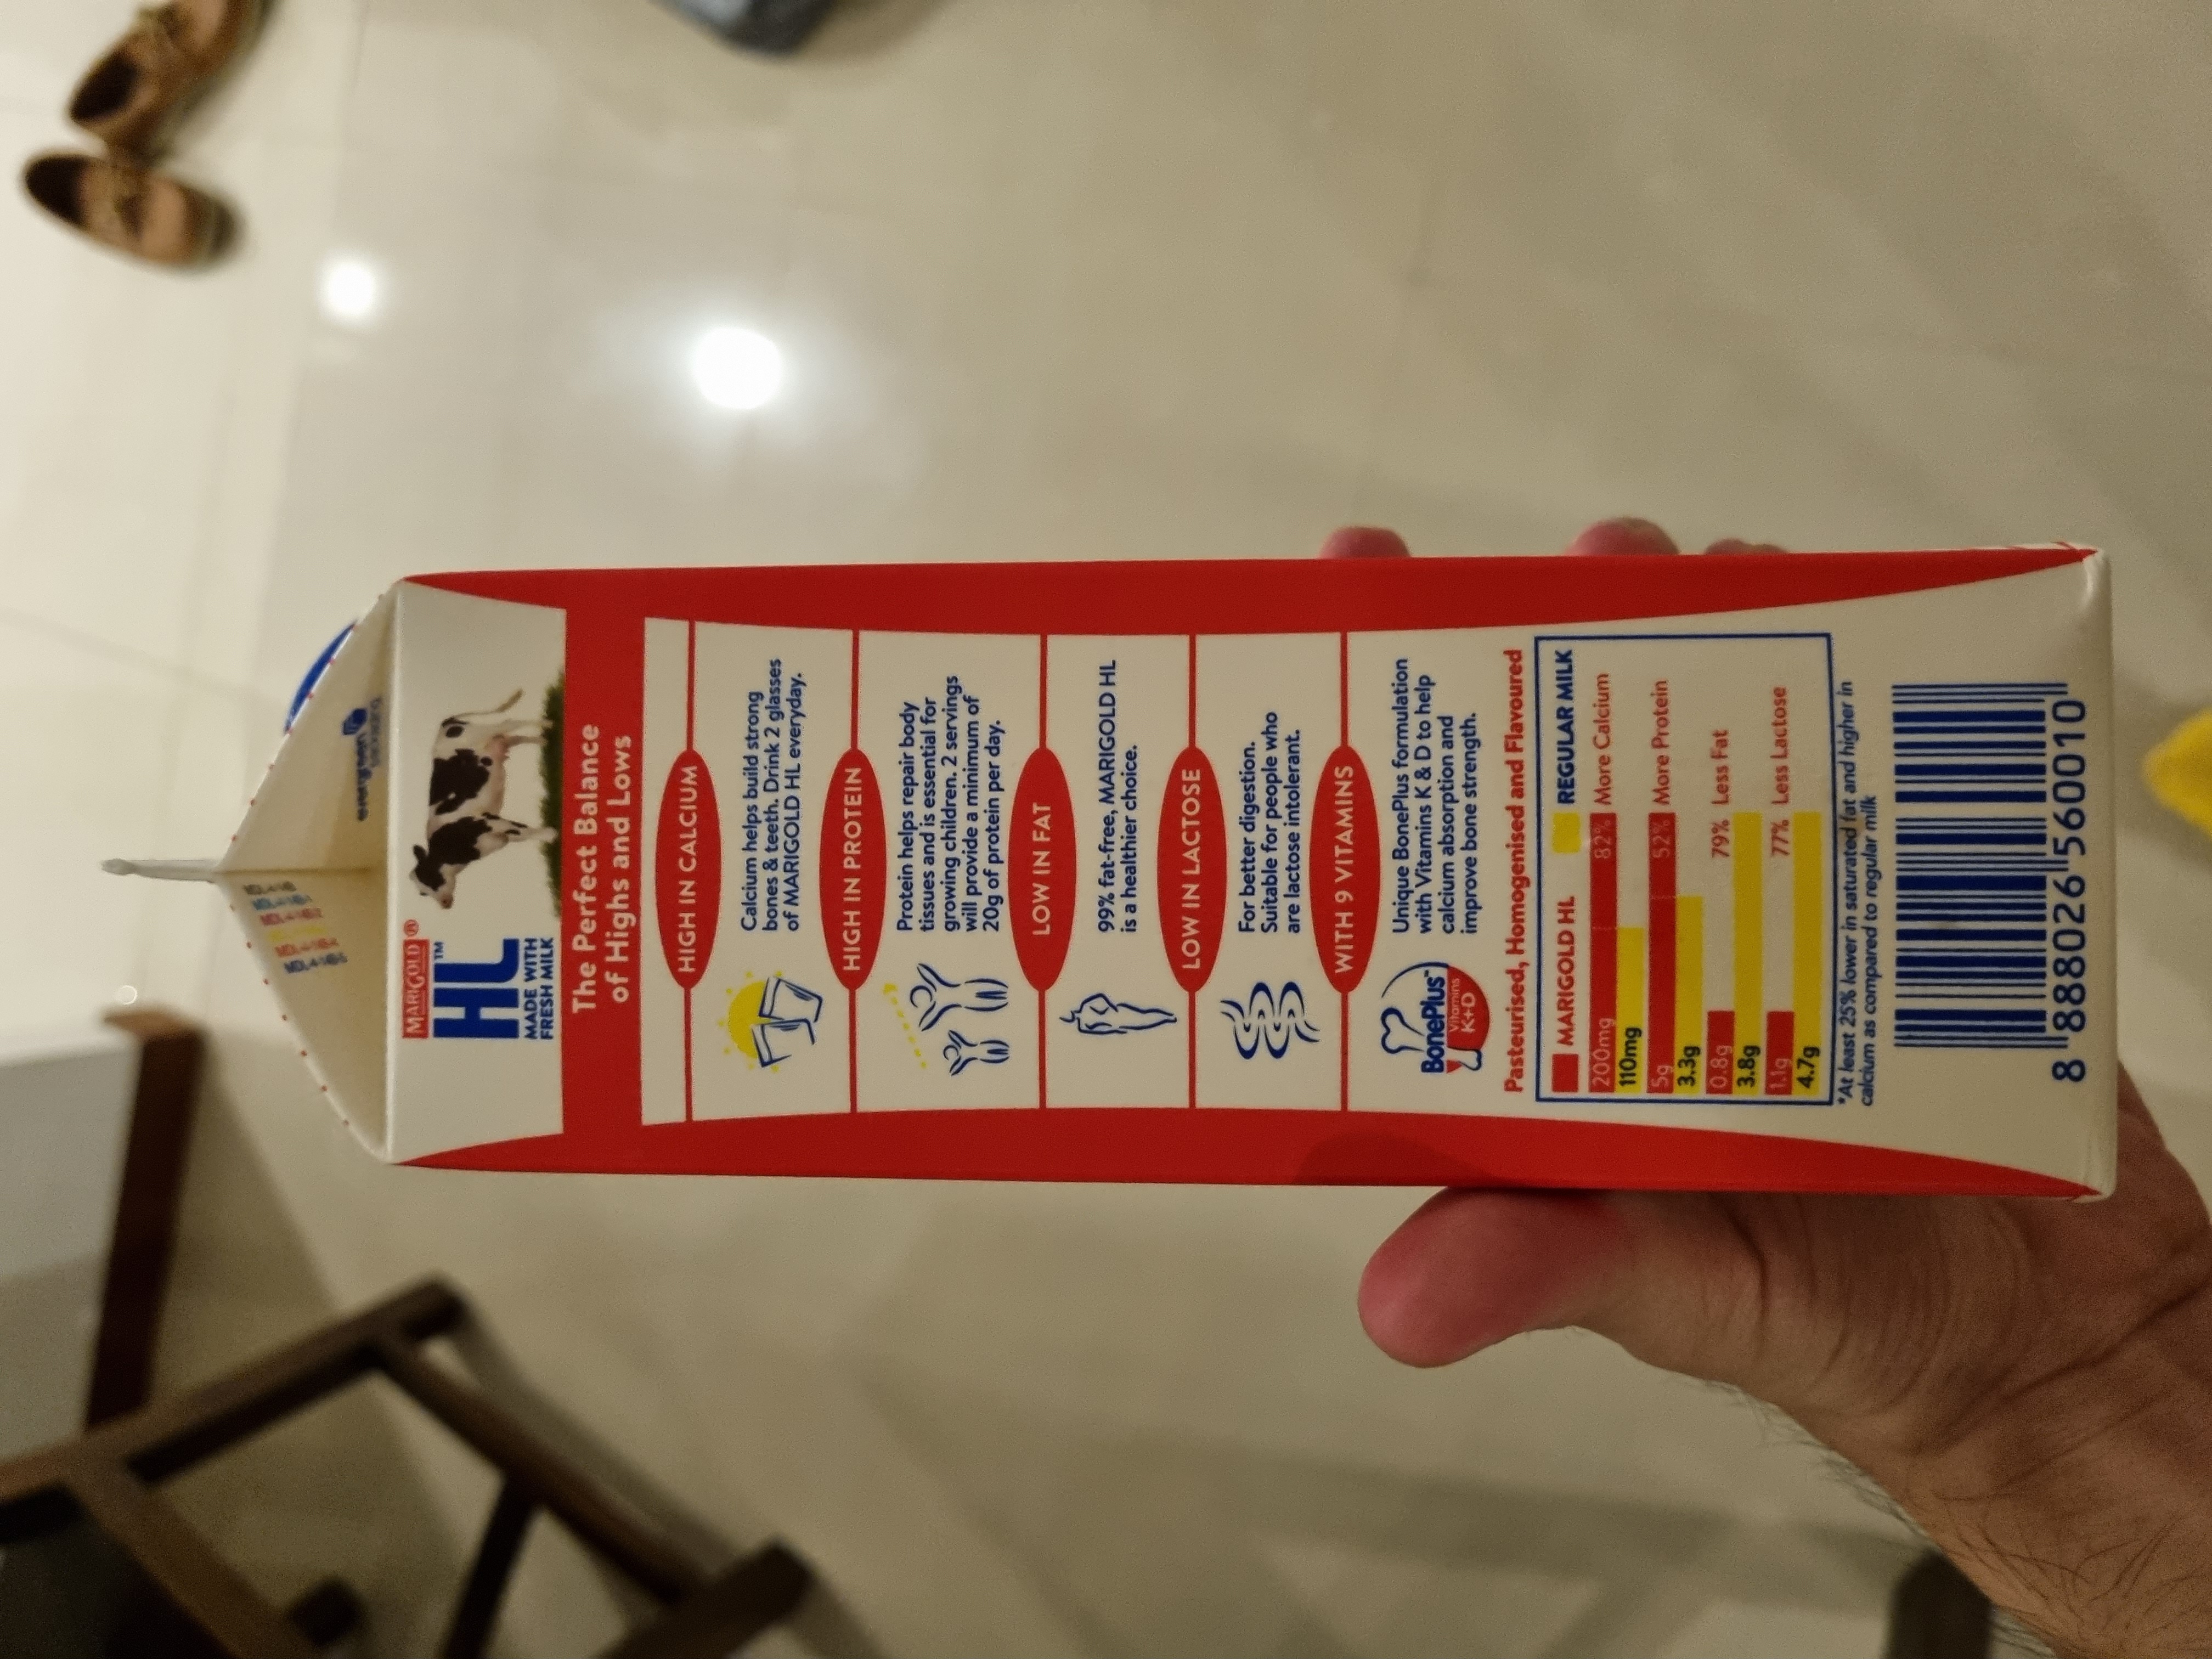 evergreen
packaging
MARIGOLD®
HL™
MADE WITH
FRESH MILK
The Perfect Balance
of Highs and Lows
HIGH IN CALCIUM
Calcium helps build strong
bones & teeth. Drink 2 glasses
of MARIGOLD HL everyday.
HIGH IN PROTEIN
Protein helps repair body
tissues and is essential for
growing children. 2 servings
will provide a minimum of
20g of protein per day.
LOW IN FAT
99% fat-free, MARIGOLD HL
is a healthier choice.
LOW IN LACTOSE
For better digestion.
Suitable for people who
are lactose intolerant.
WITH 9 VITAMINS
BonePlus™
Vitamins
K+D
Unique BonePlus formulation
with Vitamins K & D to help
calcium absorption and
improve bone strength.
Pasteurised, Homogenised and Flavoured
MARIGOLD HL REGULAR MILK
200mg 82% More Calcium
110mg
5g 52% More Protein
3.3g
0.8g 79% Less Fat
3.8g
1.1g 77% Less Lactose
4.7g
*At least 25% lower in saturated fat and higher in
calcium as compared to regular milk
8 888026 560010